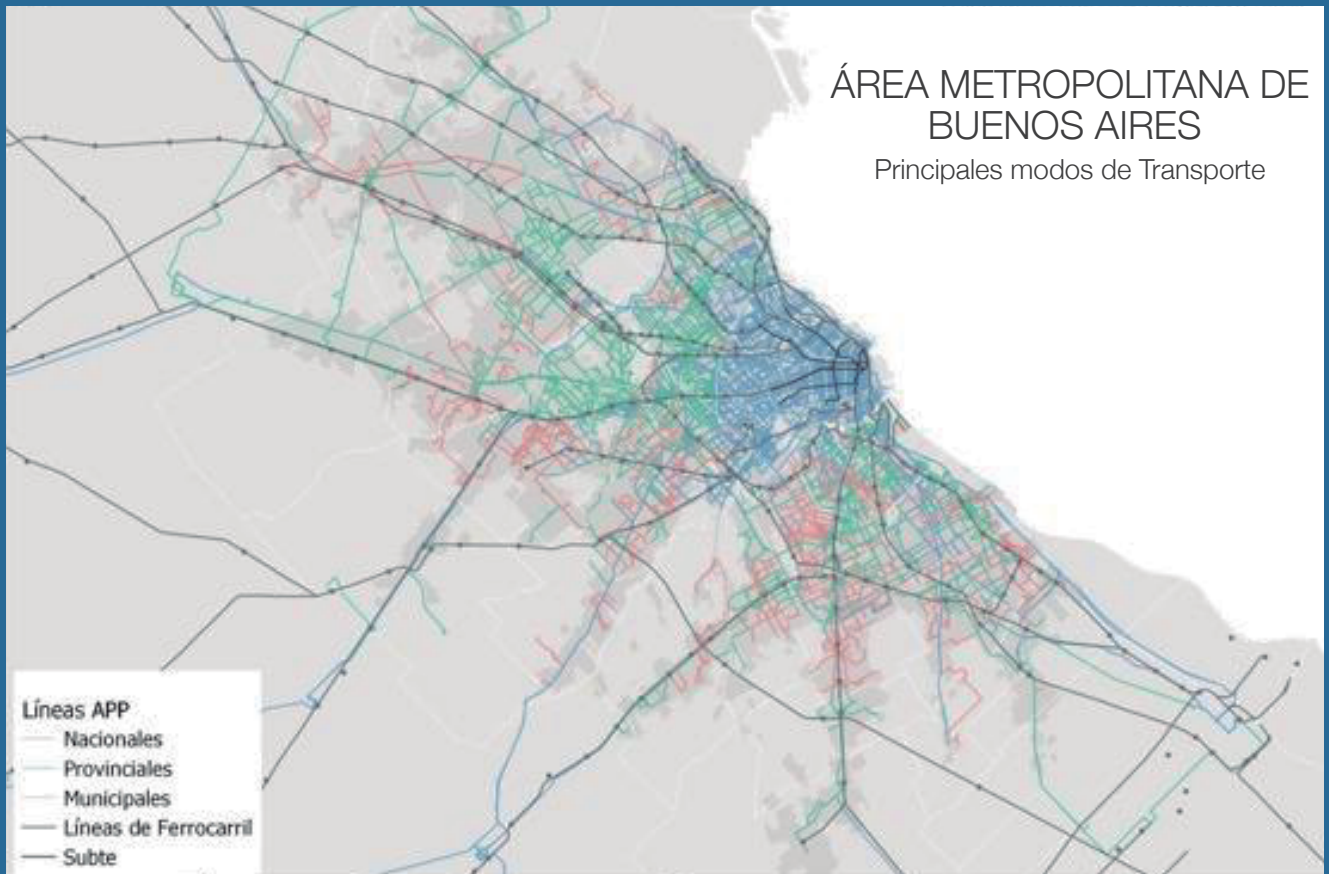 ÁREA METROPOLITANA DE
BUENOS AIRES
Principales modos de Transporte
Líneas APP
Nacionales
Provinciales
Municipales
Líneas de Ferrocarril
Subte